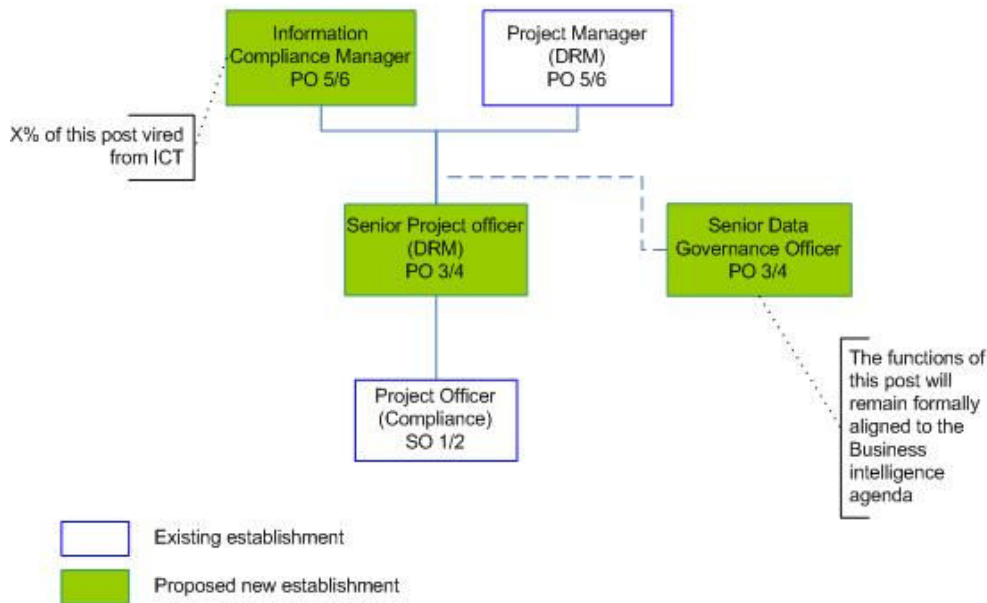 Information
Compliance Manager
PO 5/6
Project Manager
(DRM)
PO 5/6
X% of this post vired
from ICT
Senior Project officer
(DRM)
PO 3/4
Senior Data
Governance Officer
PO 3/4
Project Officer
(Compliance)
SO 1/2
The functions of
this post will
remain formally
aligned to the
Business
intelligence
agenda
Existing establishment
Proposed new establishment